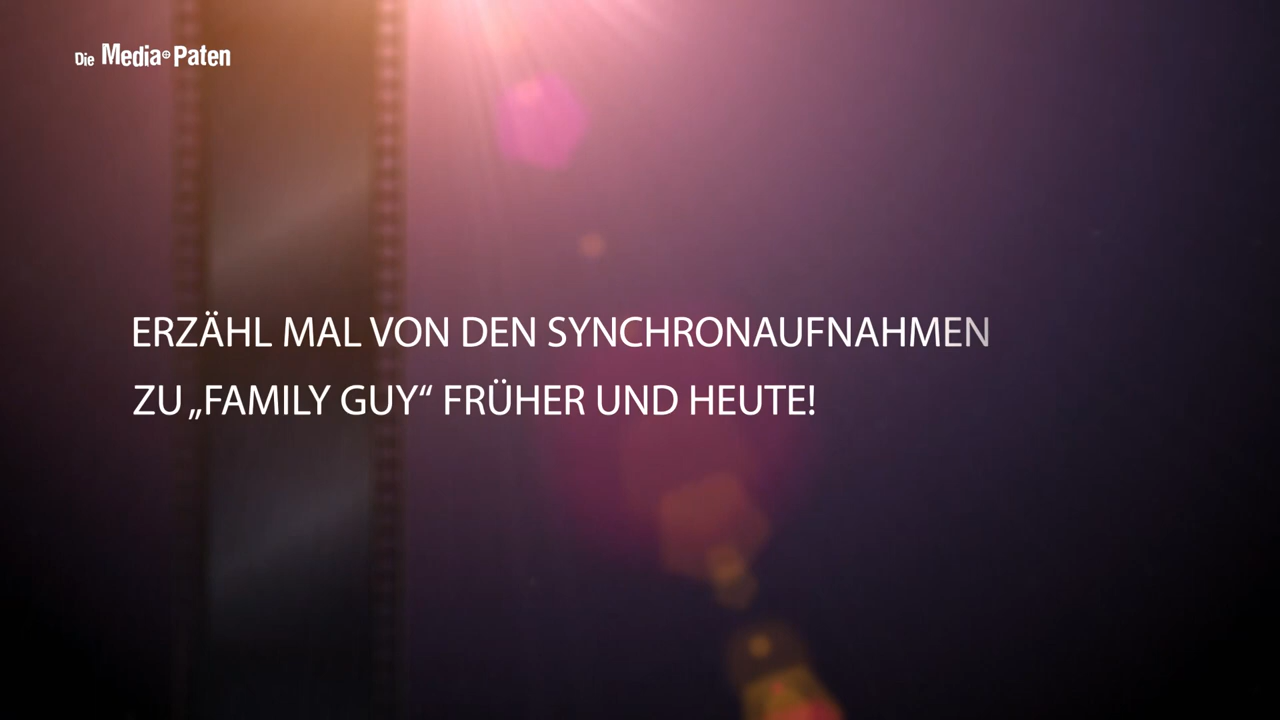 Die Media Paten
ERZÄHL MAL VON DEN SYNCHRONAUFNAHMEN
ZU „FAMILY GUY“ FRÜHER UND HEUTE!